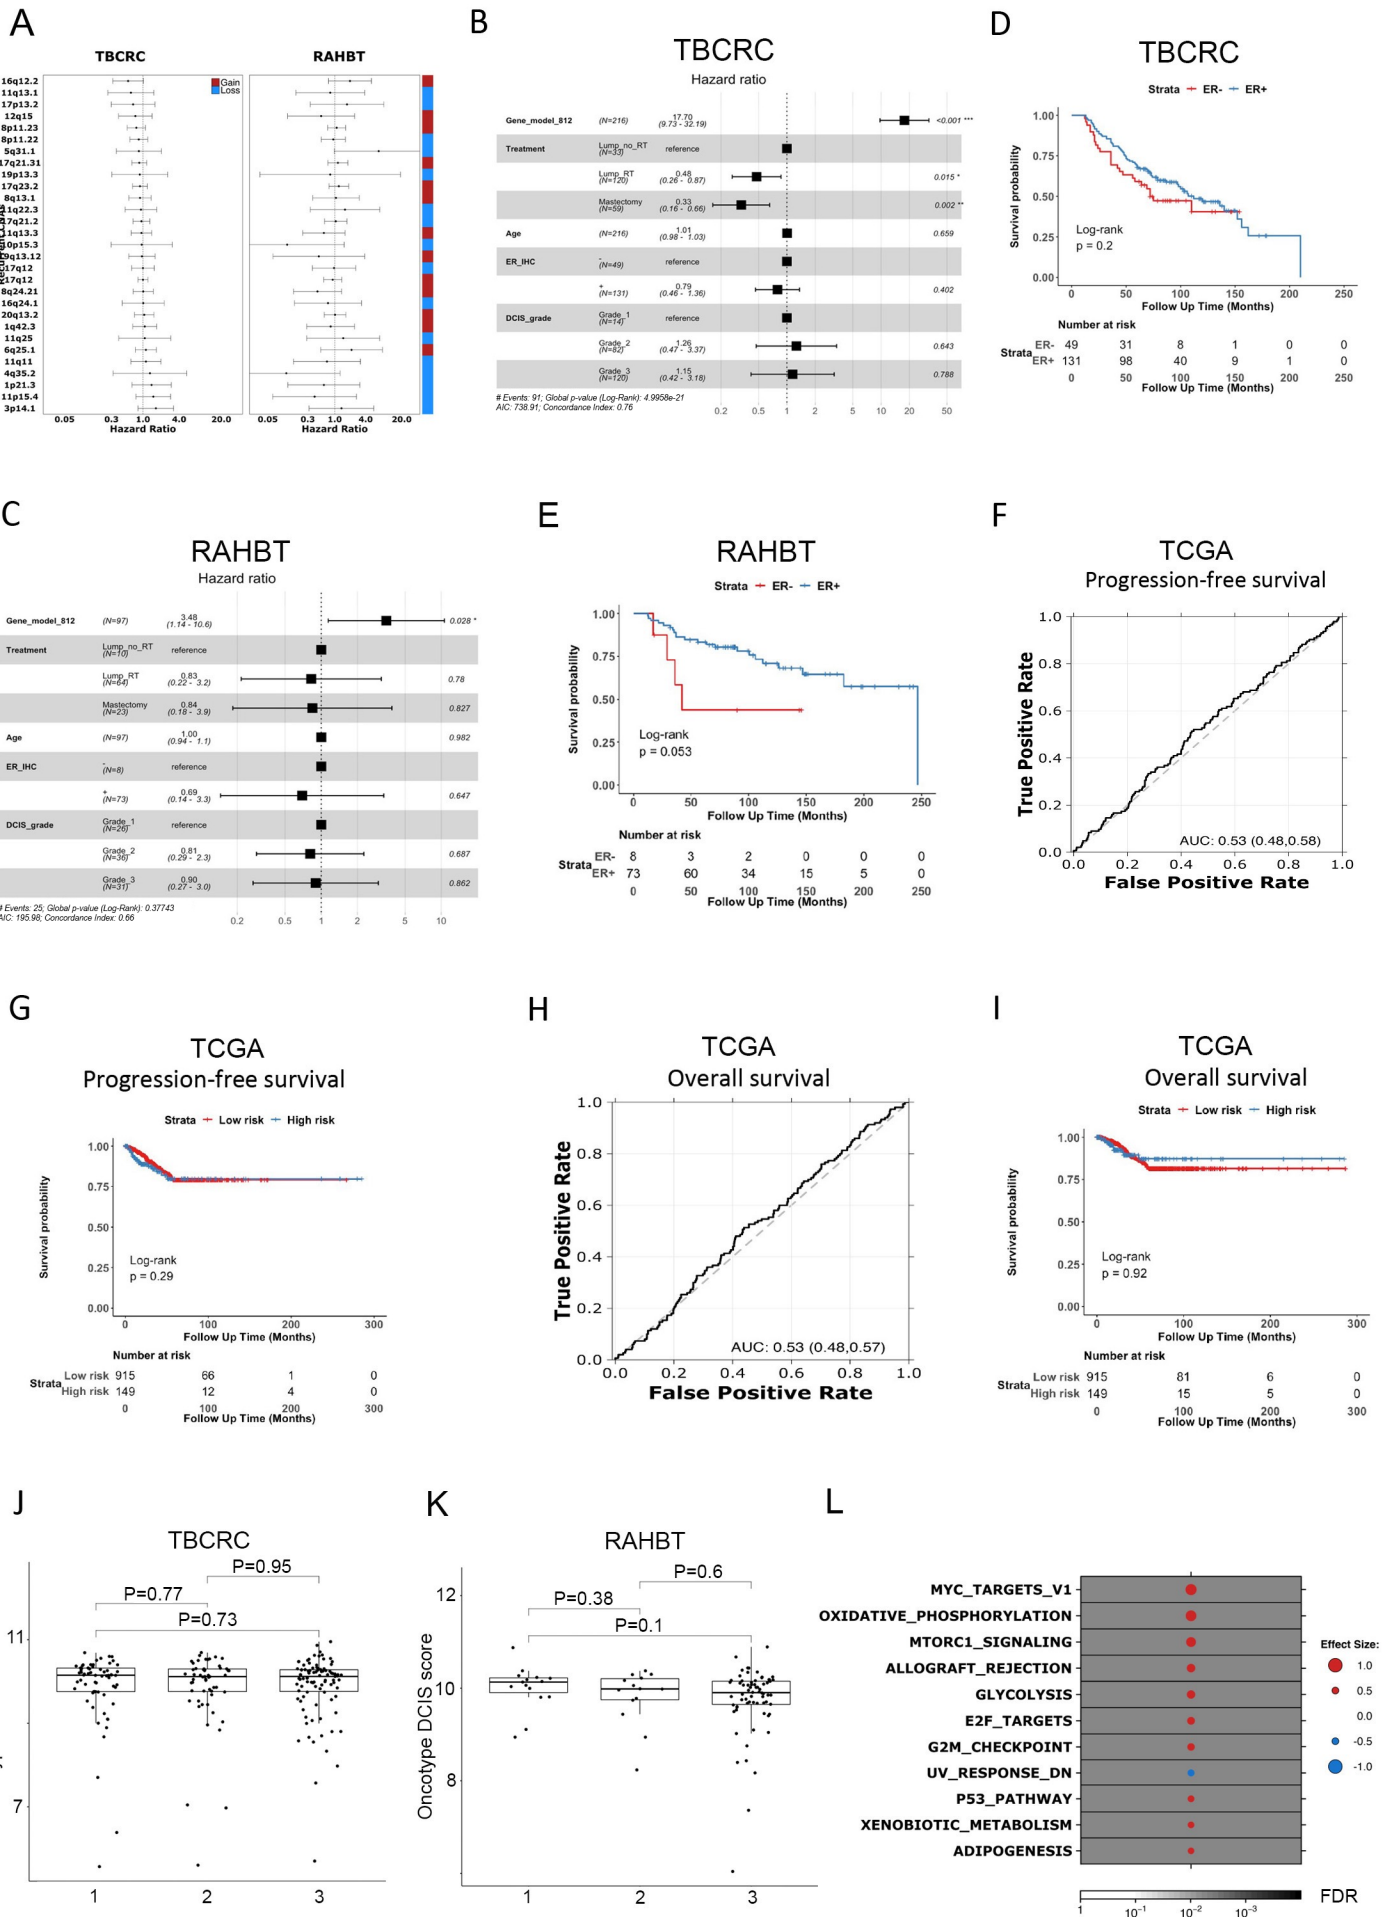 A
TBCRC
RAHBT
Gain
Loss
16q12.2
11q13.1
17p13.2
12q15
8p11.23
8p11.22
5q31.1
17q21.31
19p13.3
17q23.2
8q13.1
11q22.3
17q21.2
11q13.3
10p15.3
19q13.12
17q12
17q12
8q24.21
16q24.1
20q13.2
1q42.3
11q25
6q25.1
11q11
4q35.2
1p21.3
11p15.4
3p14.1
0.05 0.3 1.0 4.0 20.0
Hazard Ratio
0.05 0.3 1.0 4.0 20.0
Hazard Ratio
B
TBCRC
Hazard ratio
Gene_model_812 (N=216) 17.70 (9.73 - 32.19) <0.001 ***
Treatment Lump_no_RT (N=33) reference
Lump_RT (N=120) 0.48 (0.26 - 0.87) 0.015 *
Mastectomy (N=59) 0.33 (0.16 - 0.66) 0.002 **
Age (N=216) 1.01 (0.98 - 1.03) 0.659
ER_IHC - (N=49) reference
+ (N=131) 0.79 (0.46 - 1.36) 0.402
DCIS_grade Grade_1 (N=14) reference
Grade_2 (N=82) 1.26 (0.47 - 3.37) 0.643
Grade_3 (N=120) 1.15 (0.42 - 3.18) 0.788
# Events: 91; Global p-value (Log-Rank): 4.9958e-21
AIC: 738.91; Concordance Index: 0.76
0.2 0.5 1 2 5 10 20 50
D
TBCRC
Strata ER- ER+
Survival probability
1.00
0.75
0.50
0.25
0.00
Log-rank
p = 0.2
0 50 100 150 200 250
Follow Up Time (Months)
Number at risk
Strata
ER- 49 31 8 1 0 0
ER+ 131 98 40 9 1 0
0 50 100 150 200 250
Follow Up Time (Months)
C
RAHBT
Hazard ratio
Gene_model_812 (N=97) 3.48 (1.14 - 10.6) 0.028 *
Treatment Lump_no_RT (N=10) reference
Lump_RT (N=64) 0.83 (0.22 - 3.2) 0.78
Mastectomy (N=23) 0.84 (0.18 - 3.9) 0.827
Age (N=97) 1.00 (0.94 - 1.1) 0.982
ER_IHC - (N=8) reference
+ (N=73) 0.69 (0.14 - 3.3) 0.647
DCIS_grade Grade_1 (N=26) reference
Grade_2 (N=36) 0.81 (0.29 - 2.3) 0.687
Grade_3 (N=31) 0.90 (0.27 - 3.0) 0.862
# Events: 25; Global p-value (Log-Rank): 0.37743
AIC: 195.98; Concordance Index: 0.66
0.2 0.5 1 2 5 10
E
RAHBT
Strata ER- ER+
Survival probability
1.00
0.75
0.50
0.25
0.00
Log-rank
p = 0.053
0 50 100 150 200 250
Follow Up Time (Months)
Number at risk
Strata
ER- 8 3 2 0 0 0
ER+ 73 60 34 15 5 0
0 50 100 150 200 250
Follow Up Time (Months)
F
TCGA
Progression-free survival
True Positive Rate
1.0
0.8
0.6
0.4
0.2
0.0
AUC: 0.53 (0.48,0.58)
0.0 0.2 0.4 0.6 0.8 1.0
False Positive Rate
G
TCGA
Progression-free survival
Strata Low risk High risk
Survival probability
1.00
0.75
0.50
0.25
0.00
Log-rank
p = 0.29
0 100 200 300
Follow Up Time (Months)
Number at risk
Strata
Low risk 915 66 1 0
High risk 149 12 4 0
0 100 200 300
Follow Up Time (Months)
H
TCGA
Overall survival
True Positive Rate
1.0
0.8
0.6
0.4
0.2
0.0
AUC: 0.53 (0.48,0.57)
0.0 0.2 0.4 0.6 0.8 1.0
False Positive Rate
I
TCGA
Overall survival
Strata Low risk High risk
Survival probability
1.00
0.75
0.50
0.25
0.00
Log-rank
p = 0.92
0 100 200 300
Follow Up Time (Months)
Number at risk
Strata
Low risk 915 81 6 0
High risk 149 15 5 0
0 100 200 300
Follow Up Time (Months)
J
TBCRC
P=0.95
P=0.77
P=0.73
11
7
1 2 3
K
RAHBT
Oncotype DCIS score
P=0.6
P=0.38
P=0.1
12
10
8
1 2 3
L
MYC_TARGETS_V1
OXIDATIVE_PHOSPHORYLATION
MTORC1_SIGNALING
ALLOGRAFT_REJECTION
GLYCOLYSIS
E2F_TARGETS
G2M_CHECKPOINT
UV_RESPONSE_DN
P53_PATHWAY
XENOBIOTIC_METABOLISM
ADIPOGENESIS
Effect Size:
1.0
0.5
0.0
-0.5
-1.0
1 10⁻¹ 10⁻² 10⁻³
FDR